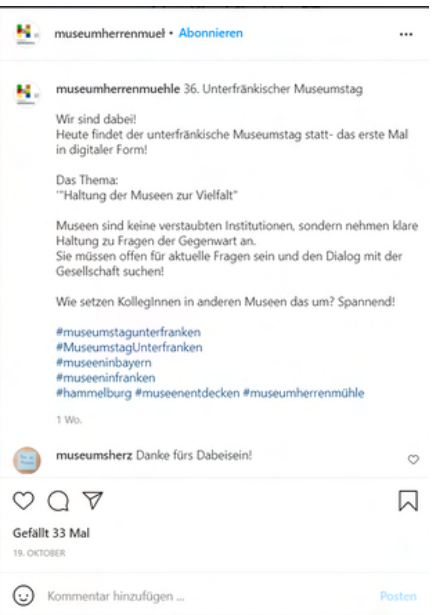 museumherrenmuel • Abonnieren
museumherrenmuehle 36. Unterfränkischer Museumstag
Wir sind dabei!
Heute findet der unterfränkische Museumstag statt- das erste Mal
in digitaler Form!
Das Thema:
'"Haltung der Museen zur Vielfalt"
Museen sind keine verstaubten Institutionen, sondern nehmen klare
Haltung zu Fragen der Gegenwart an.
Sie müssen offen für aktuelle Fragen sein und den Dialog mit der
Gesellschaft suchen!
Wie setzen KollegInnen in anderen Museen das um? Spannend!
#museumstagunterfranken
#MuseumstagUnterfranken
#museeninbayern
#museeninfranken
#hammelburg #museenentdecken #museumherrenmühle
1 Wo.
museumsherz Danke fürs Dabeisein!
Gefällt 33 Mal
19. OKTOBER
Kommentar hinzufügen ...
Posten